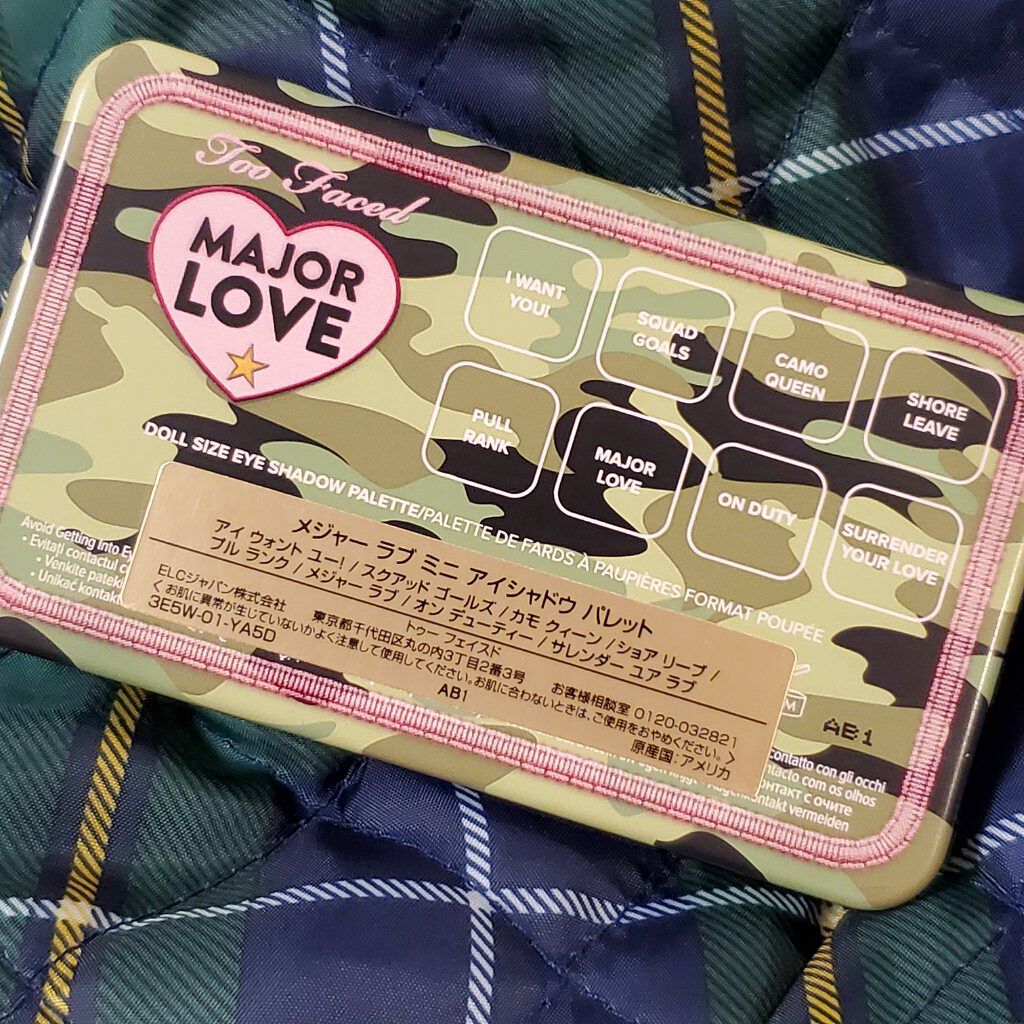 Too Faced
MAJOR
LOVE
I WANT
YOU!
SQUAD
GOALS
CAMO
QUEEN
SHORE
LEAVE
PULL
RANK
MAJOR
LOVE
ON DUTY
SURRENDER
YOUR LOVE
DOLL SIZE EYE SHADOW PALETTE/PALETTE DE FARDS À PAUPIÈRES FORMAT POUPÉE
Avoid Getting Into
• Evitați contactul
• Venkite
• Unikać kontakt
メジャー ラブ ミニ アイシャドウ パレット
アイ ウォント ユー! / スクアッド ゴールズ / カモ クィーン / ショア リーブ /
プル ランク / メジャー ラブ / オン デューティー / サレンダー ユア ラブ
トゥー フェイスド
ELCジャパン株式会社 東京都千代田区丸の内3丁目2番3号 お客様相談室 0120-032821
くお肌に異常が生じていないかよく注意して使用してください。お肌に合わないときは、ご使用をおやめください。>
3E5W-01-YA5D AB1 原産国:アメリカ
AB1
contatto con gli occhi
contacto com os olhos
контакт с очите
Augenkontakt vermeiden